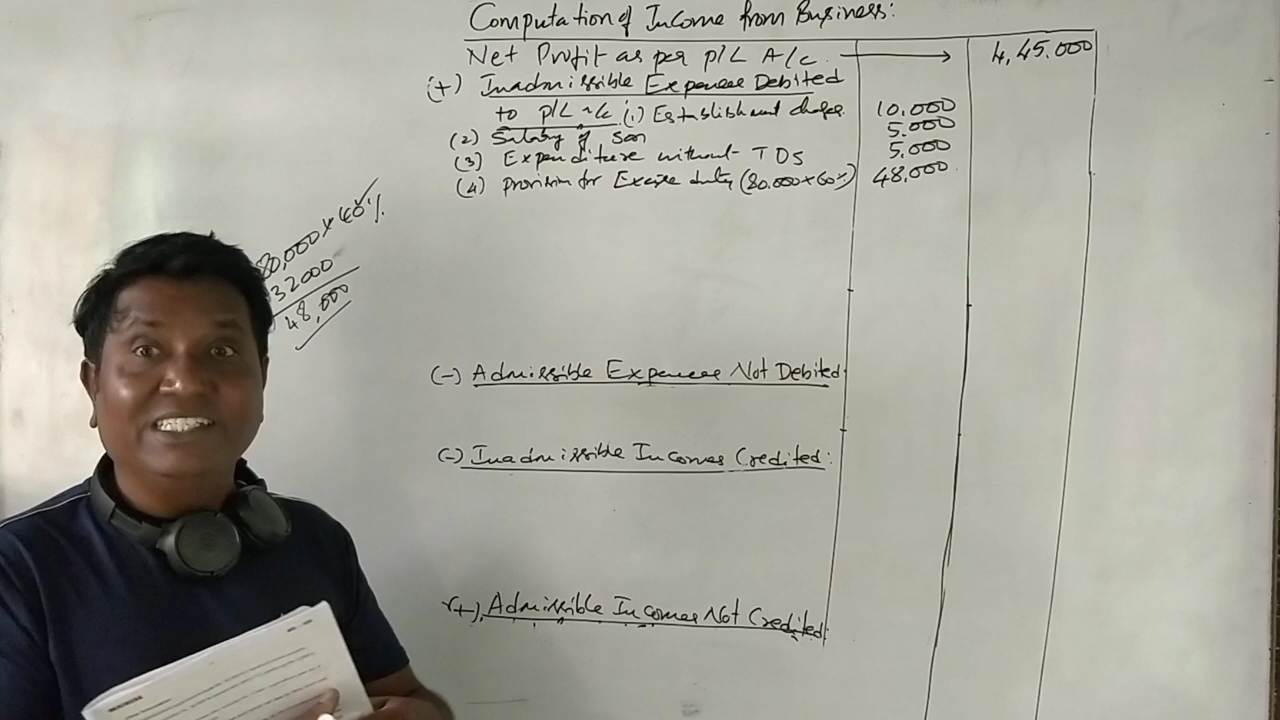 Computation of Income from Business:
Net Profit as per P/L A/c. 4,45.000
(+) Inadmissible Expenses Debited
to P/L A/c (1) Establishment charges 10.000
(2) Salary of Son 5.000
(3) Expenditure without TDS 5.000
(4) Provision for Excise duty (80.000×60%) 48,000
80,000×40%
32000
48,000
(-) Admissible Expenses Not Debited
(-) Inadmissible Incomes Credited:
(+) Admissible Incomes Not Credited: